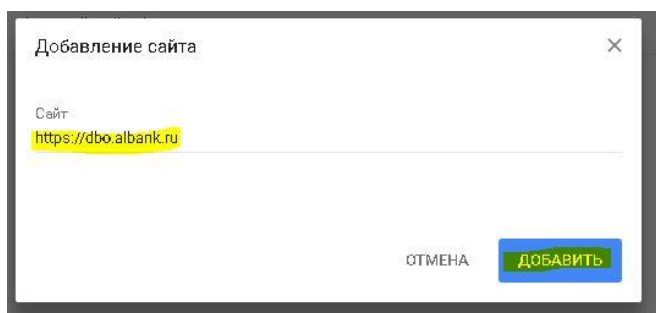 Добавление сайта
Сайт
https://dbo.albank.ru
ОТМЕНА
ДОБАВИТЬ